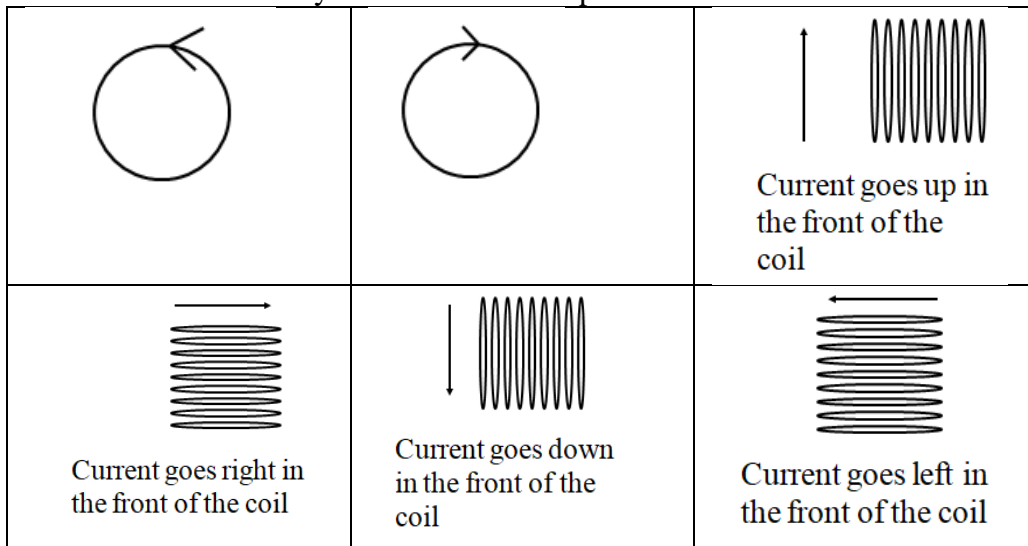 Current goes up in
the front of the
coil
Current goes right in
the front of the coil
Current goes down
in the front of the
coil
Current goes left in
the front of the coil